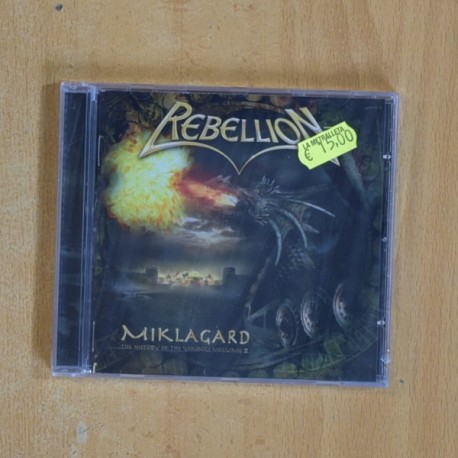 REBELLION
LA METRALLETA
€ 15,00
MIKLAGARD
THE HISTORY OF THE VIKINGS VOLUME II